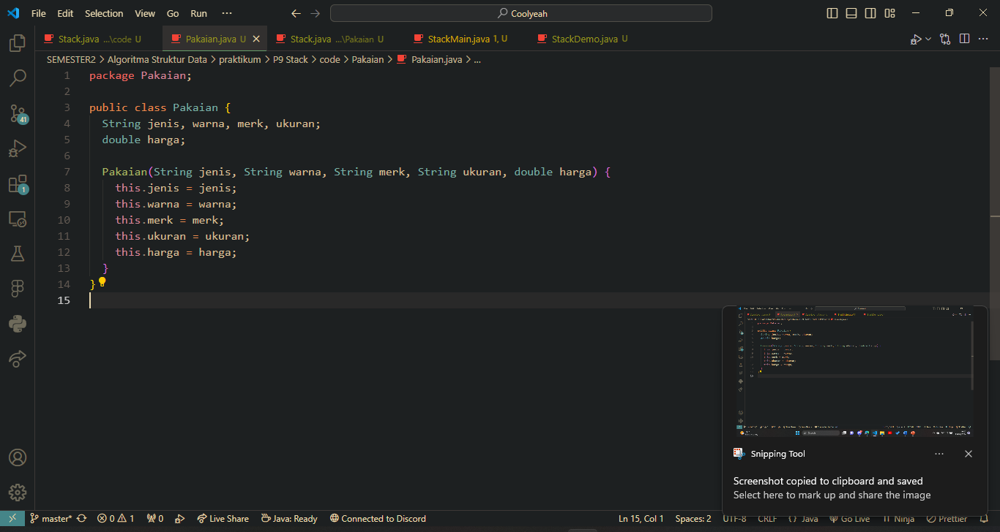 File Edit Selection View Go Run ··· Coolyeah
Stack.java ...\code U Pakaian.java U Stack.java ...\Pakaian U StackMain.java 1, U StackDemo.java U
SEMESTER2 > Algoritma Struktur Data > praktikum > P9 Stack > code > Pakaian > Pakaian.java > ...
1 package Pakaian;
2
3 public class Pakaian {
4 String jenis, warna, merk, ukuran;
5 double harga;
6
7 Pakaian(String jenis, String warna, String merk, String ukuran, double harga) {
8 this.jenis = jenis;
9 this.warna = warna;
10 this.merk = merk;
11 this.ukuran = ukuran;
12 this.harga = harga;
13 }
14 }
15
41
1
Snipping Tool
Screenshot copied to clipboard and saved
Select here to mark up and share the image
master* 0 1 0 Live Share Java: Ready Connected to Discord Ln 15, Col 1 Spaces: 2 UTF-8 CRLF {} Java Go Live Ninja Prettier